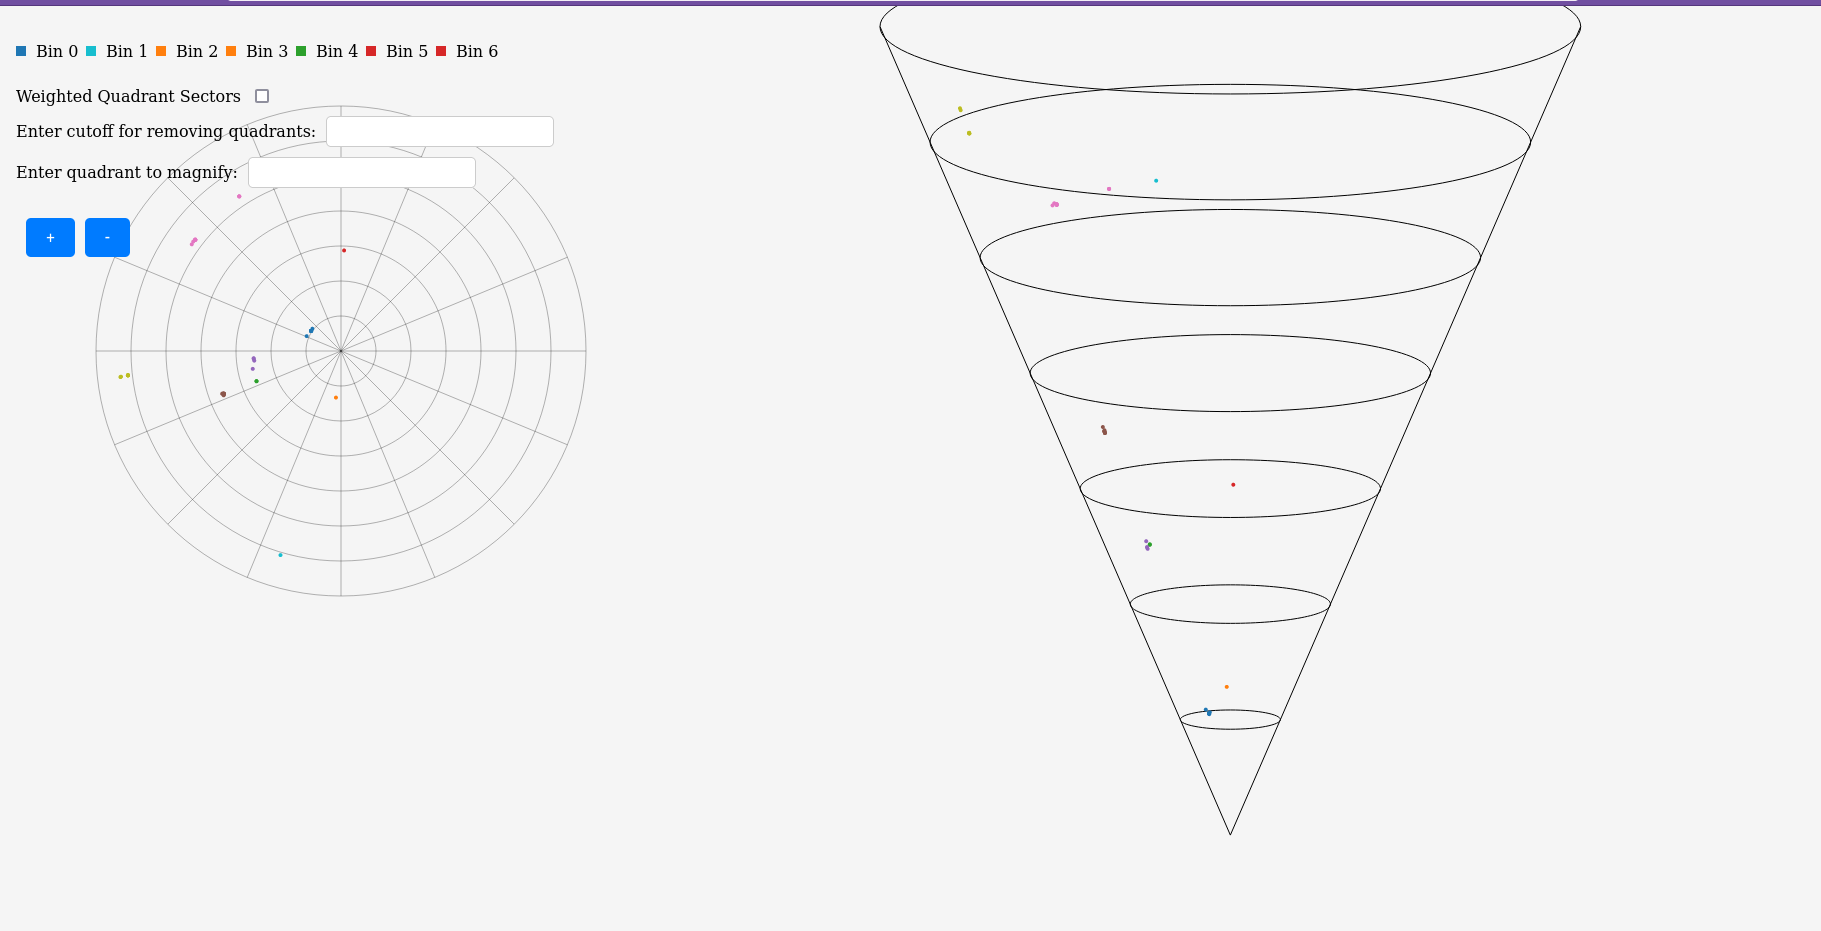 Bin 0 Bin 1 Bin 2 Bin 3 Bin 4 Bin 5 Bin 6
Weighted Quadrant Sectors
Enter cutoff for removing quadrants:
Enter quadrant to magnify:
+ -